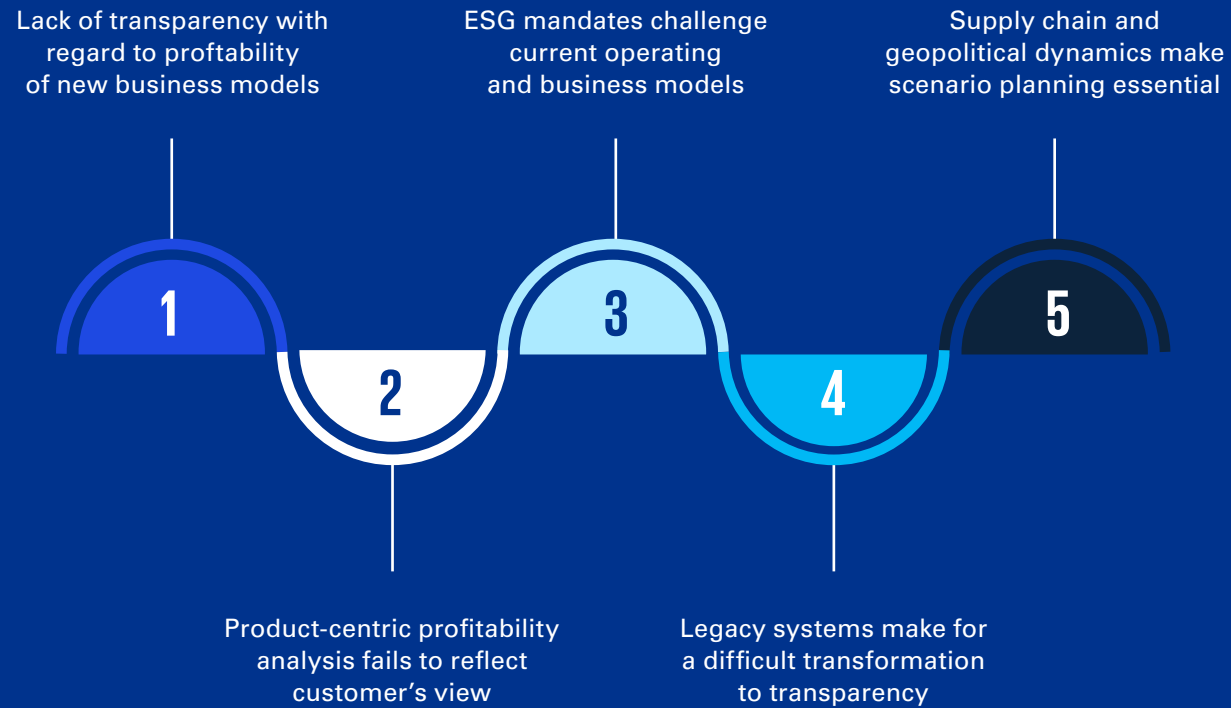 Lack of transparency with
regard to proftability
of new business models
ESG mandates challenge
current operating
and business models
Supply chain and
geopolitical dynamics make
scenario planning essential
1
2
3
4
5
Product-centric profitability
analysis fails to reflect
customer’s view
Legacy systems make for
a difficult transformation
to transparency